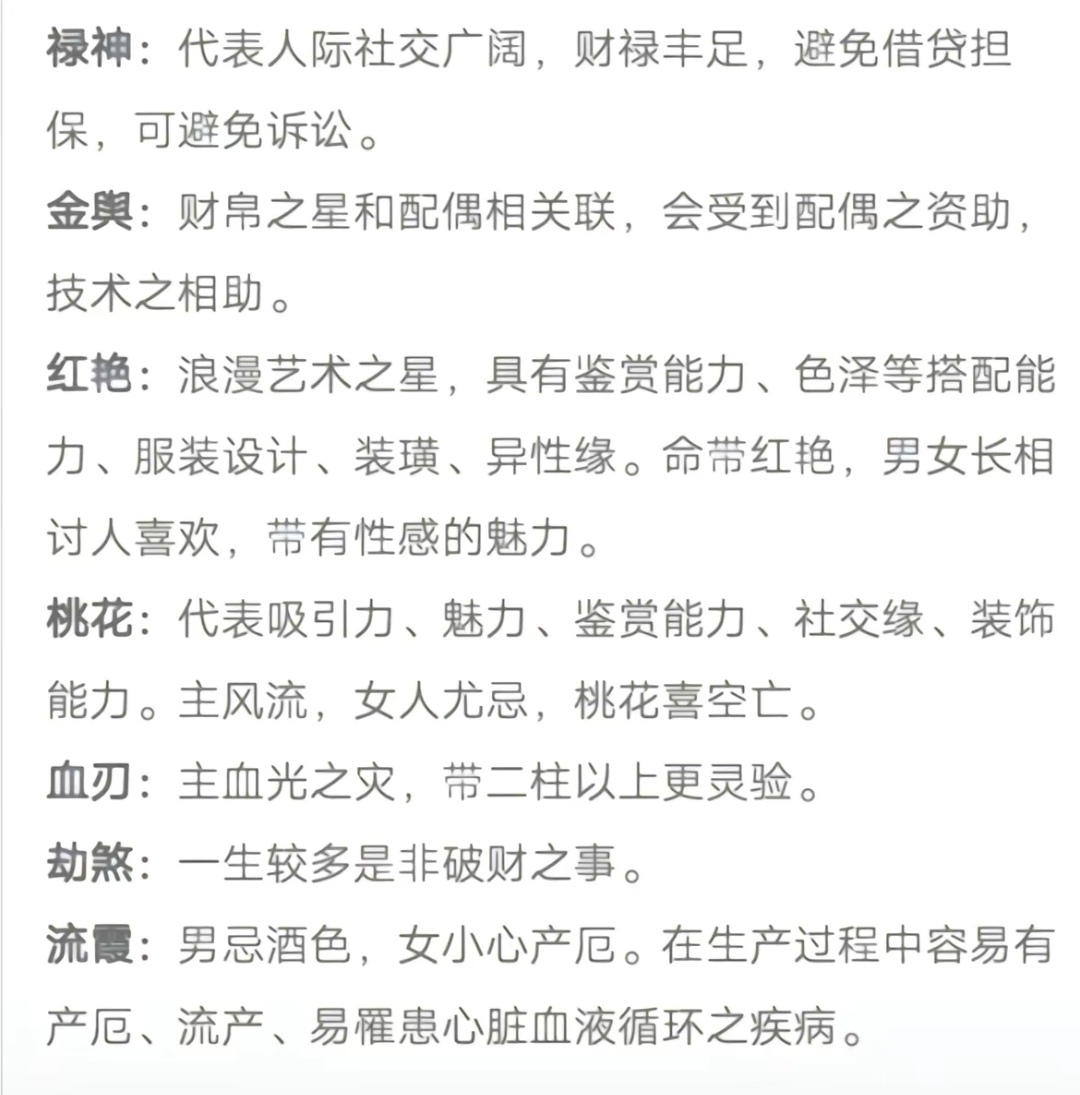 禄神：代表人际社交广阔，财禄丰足，避免借贷担
保，可避免诉讼。
金舆：财帛之星和配偶相关联，会受到配偶之资助，
技术之相助。
红艳：浪漫艺术之星，具有鉴赏能力、色泽等搭配能
力、服装设计、装璜、异性缘。命带红艳，男女长相
讨人喜欢，带有性感的魅力。
桃花：代表吸引力、魅力、鉴赏能力、社交缘、装饰
能力。主风流，女人尤忌，桃花喜空亡。
血刃：主血光之灾，带二柱以上更灵验。
劫煞：一生较多是非破财之事。
流霞：男忌酒色，女小心产厄。在生产过程中容易有
产厄、流产、易罹患心脏血液循环之疾病。